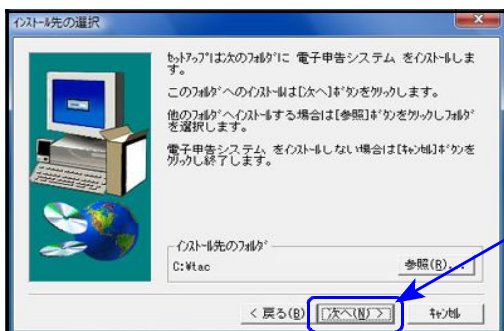 インストール先の選択
セットアップは次のフォルダに 電子申告システム をインストールしま
す。
このフォルダへのインストールは[次へ]ボタンをクリックします。
他のフォルダへインストールする場合は[参照]ボタンをクリックしフォルダ
を選択します。
電子申告システム をインストールしない場合は[キャンセル]ボタンを
クリックし終了します。
インストール先のフォルダ
C:¥tac
参照(R)...
< 戻る(B)
次へ(N) >
キャンセル